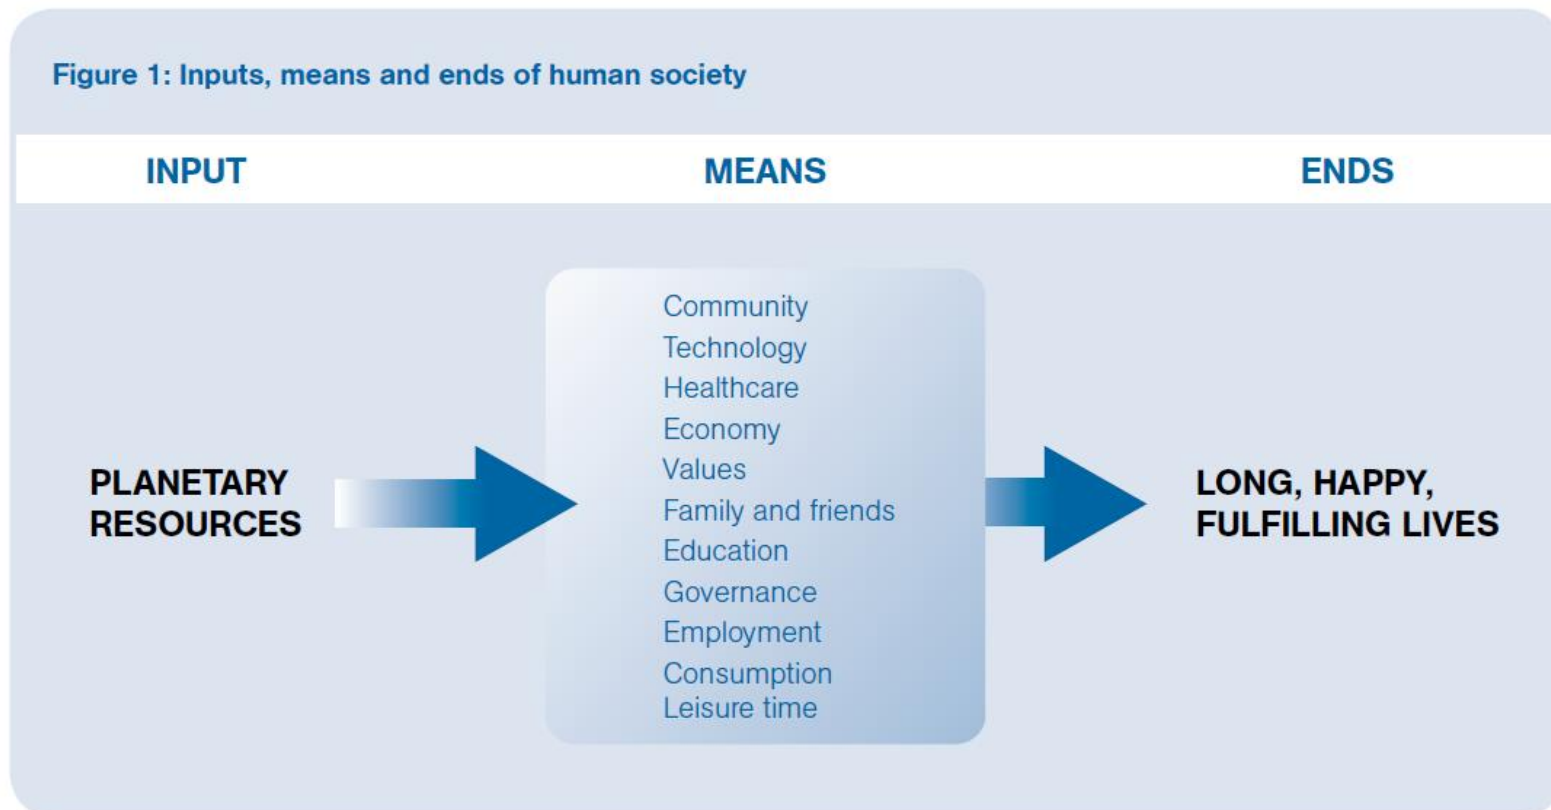 Figure 1: Inputs, means and ends of human society
INPUT
MEANS
ENDS
PLANETARY
RESOURCES
Community
Technology
Healthcare
Economy
Values
Family and friends
Education
Governance
Employment
Consumption
Leisure time
LONG, HAPPY,
FULFILLING LIVES